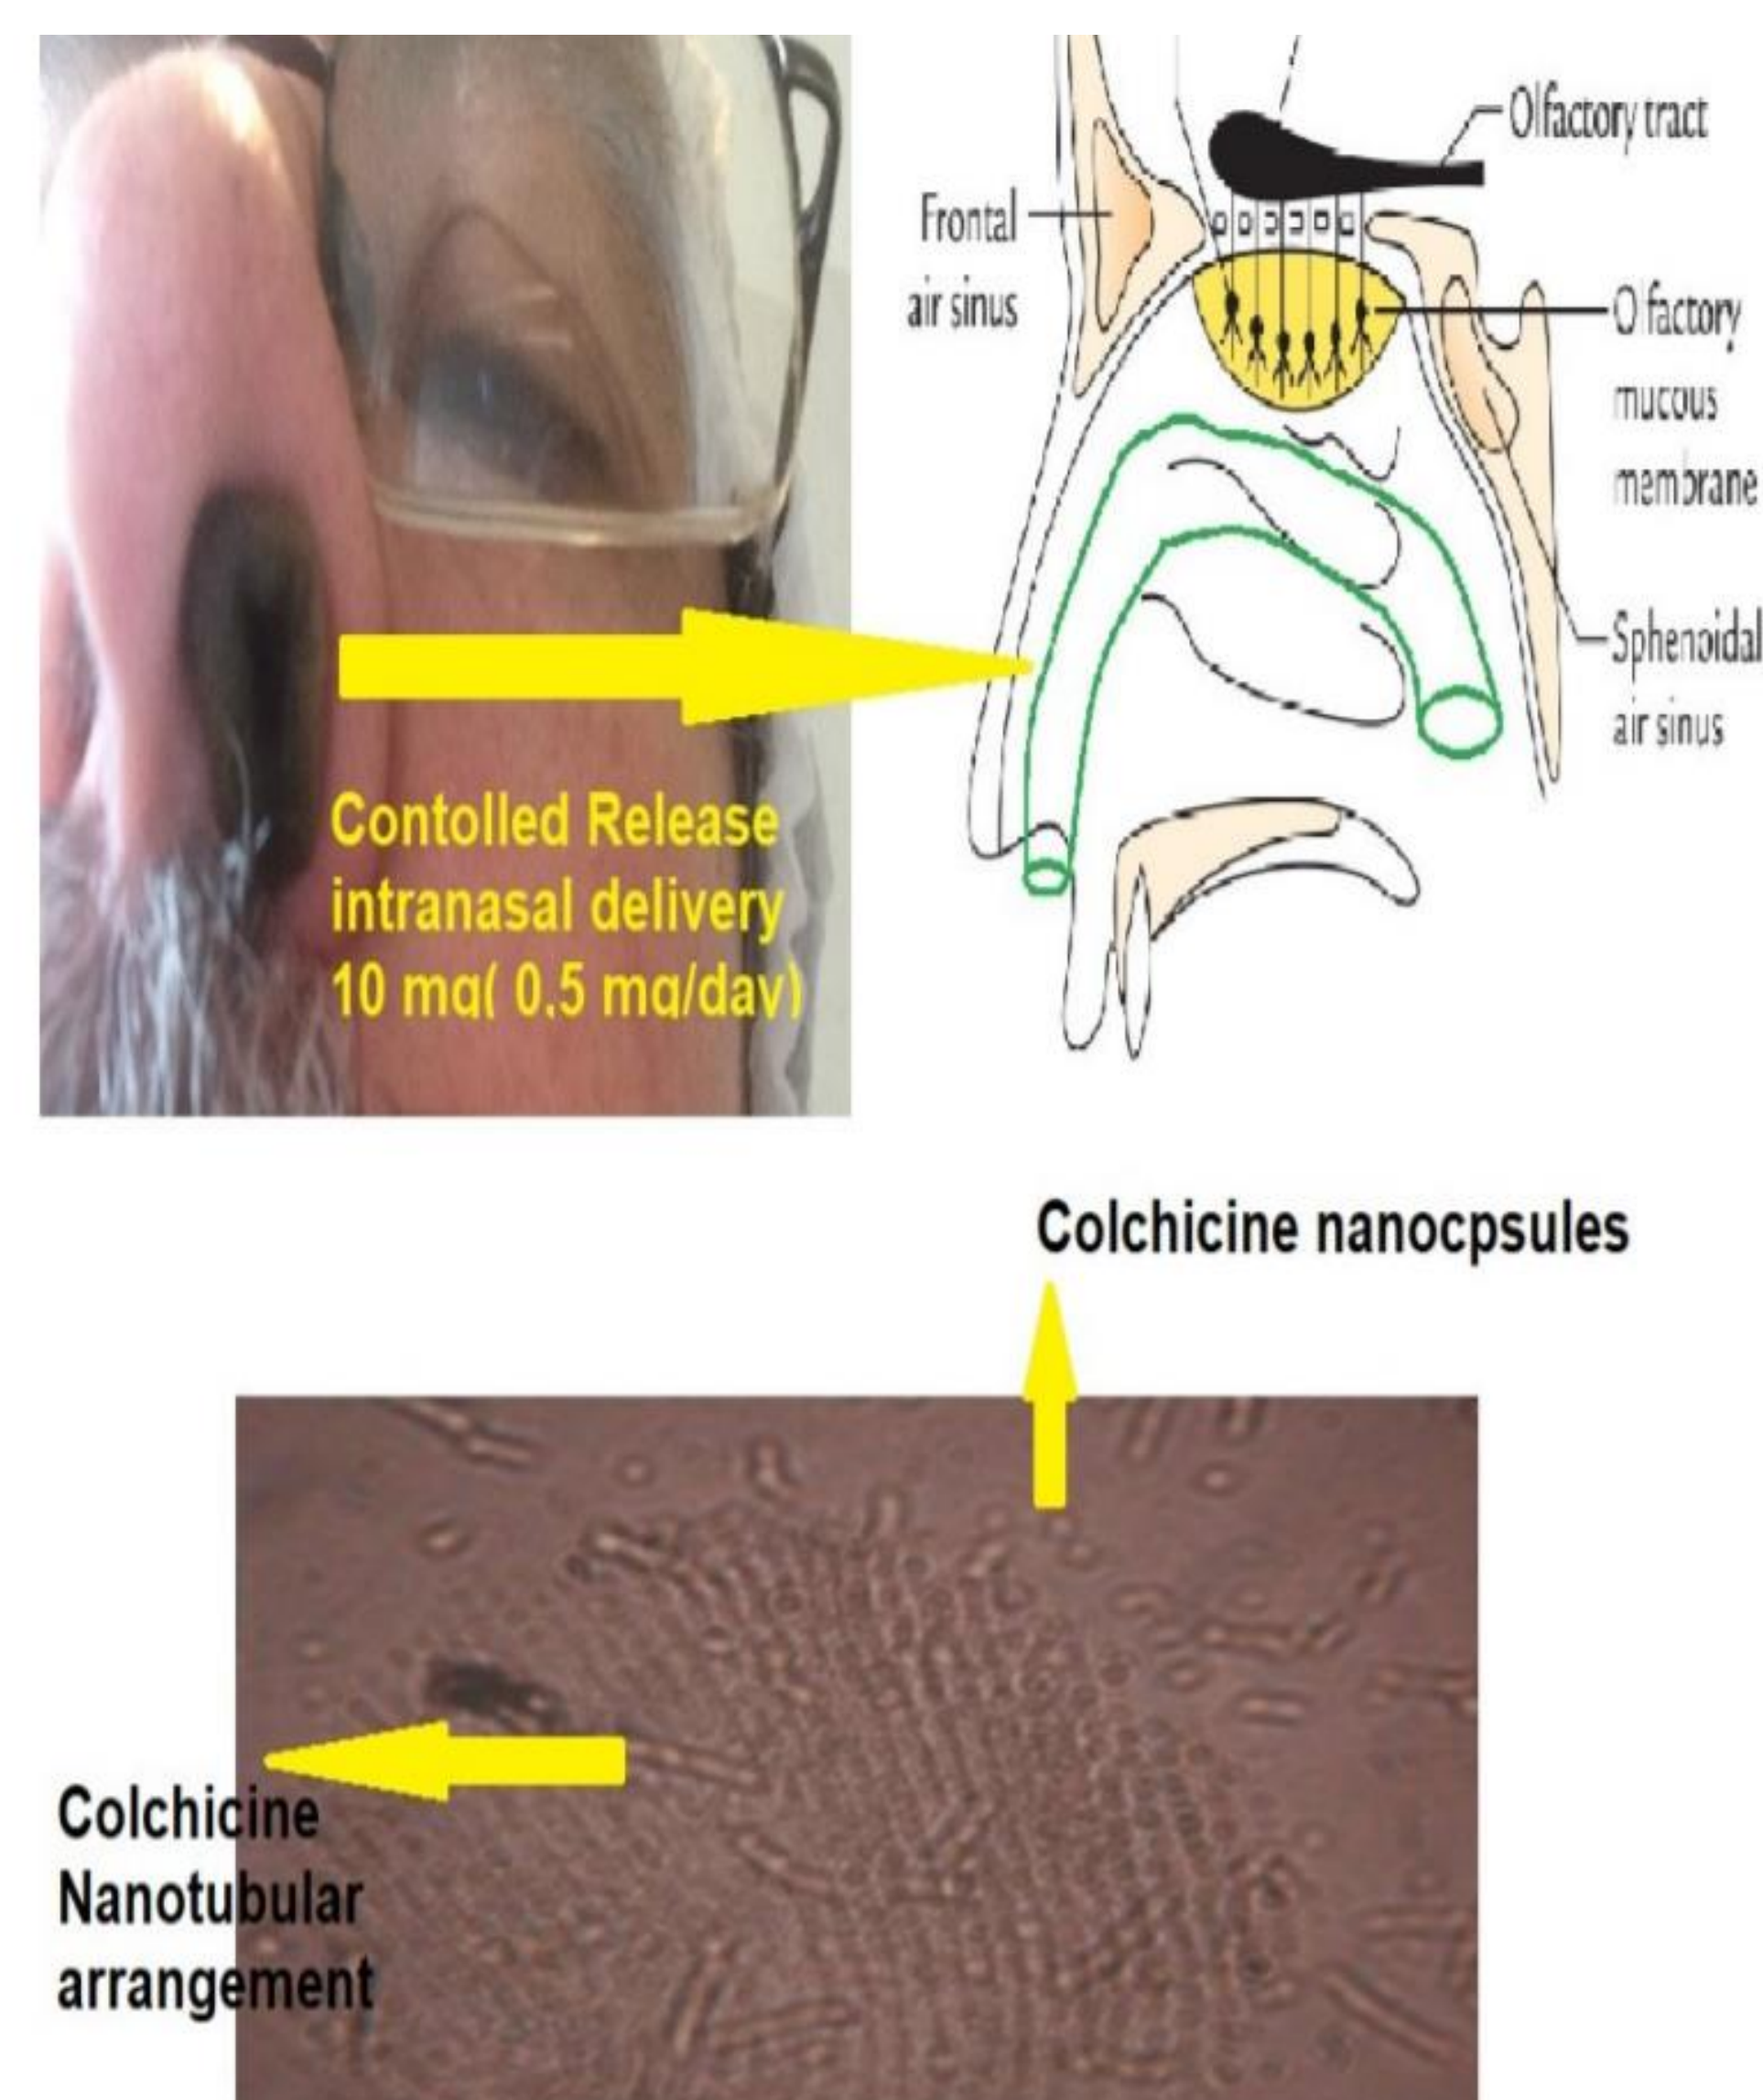 Olfactory tract
Frontal
air sinus
Olfactory
mucous
membrane
Sphenoidal
air sinus
Contolled Release
intranasal delivery
10 mg( 0.5 mg/day)
Colchicine nanocpsules
Colchicine
Nanotubular
arrangement